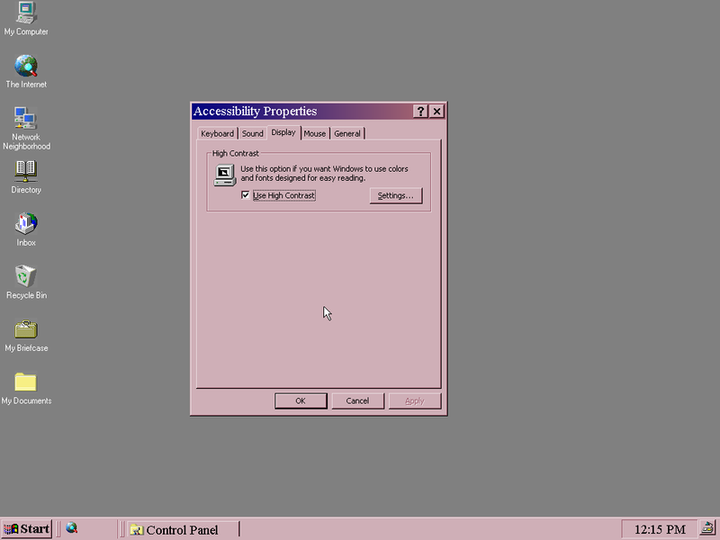 My Computer
The Internet
Network
Neighborhood
Directory
Inbox
Recycle Bin
My Briefcase
My Documents
Accessibility Properties
Keyboard Sound Display Mouse General
High Contrast
Use this option if you want Windows to use colors
and fonts designed for easy reading.
Use High Contrast
Settings...
OK Cancel Apply
Start Control Panel 12:15 PM